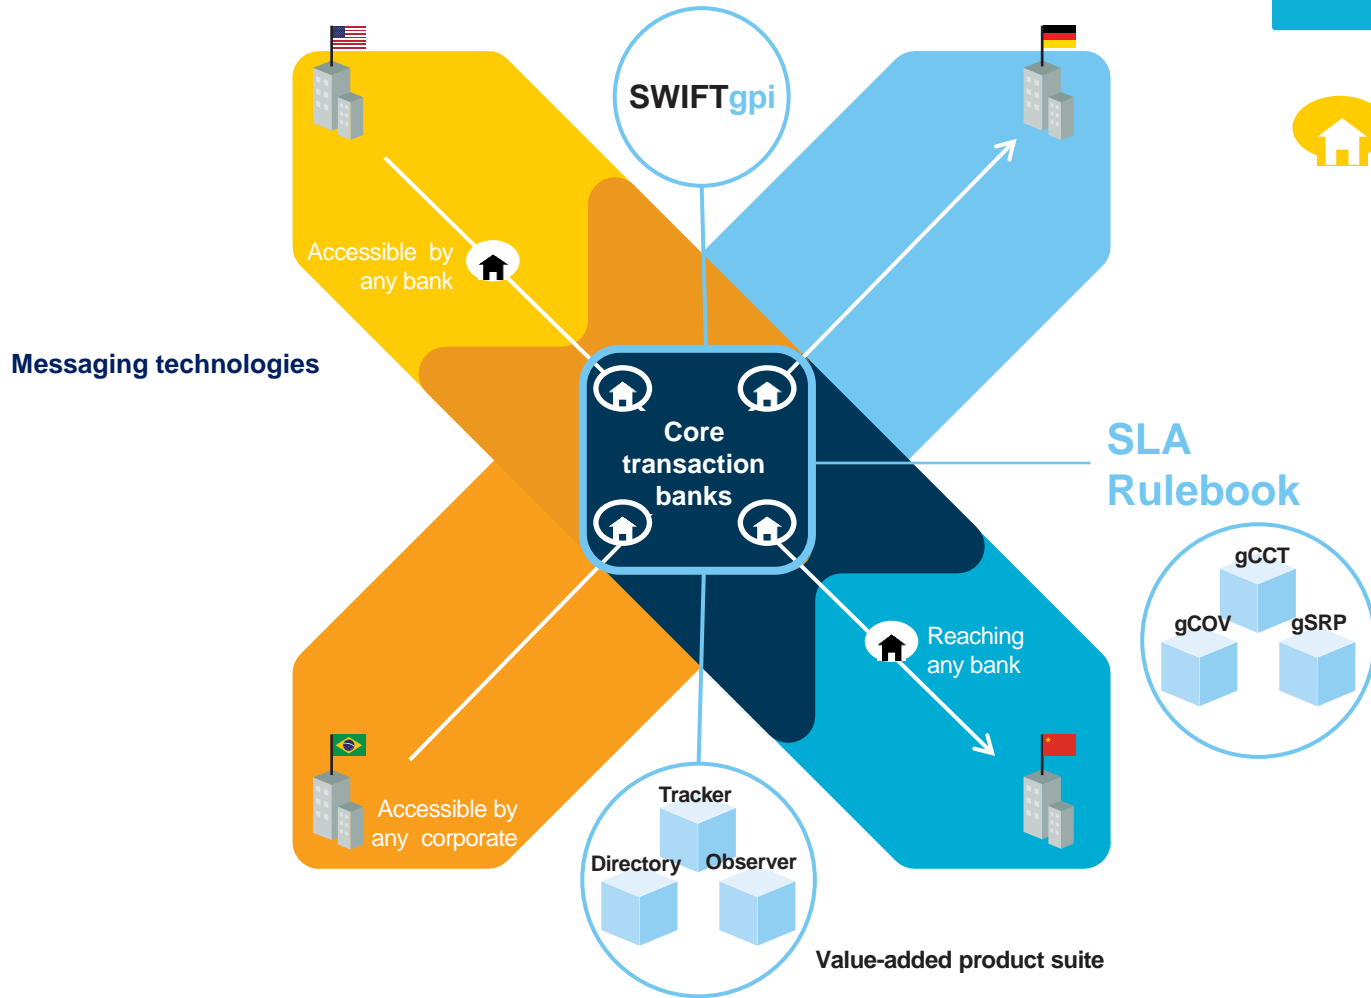 SWIFTgpi
Accessible by
any bank
Messaging technologies
Core
transaction
banks
SLA
Rulebook
gCCT
gCOV
gSRP
Reaching
any bank
Accessible by
any corporate
Tracker
Directory
Observer
Value-added product suite